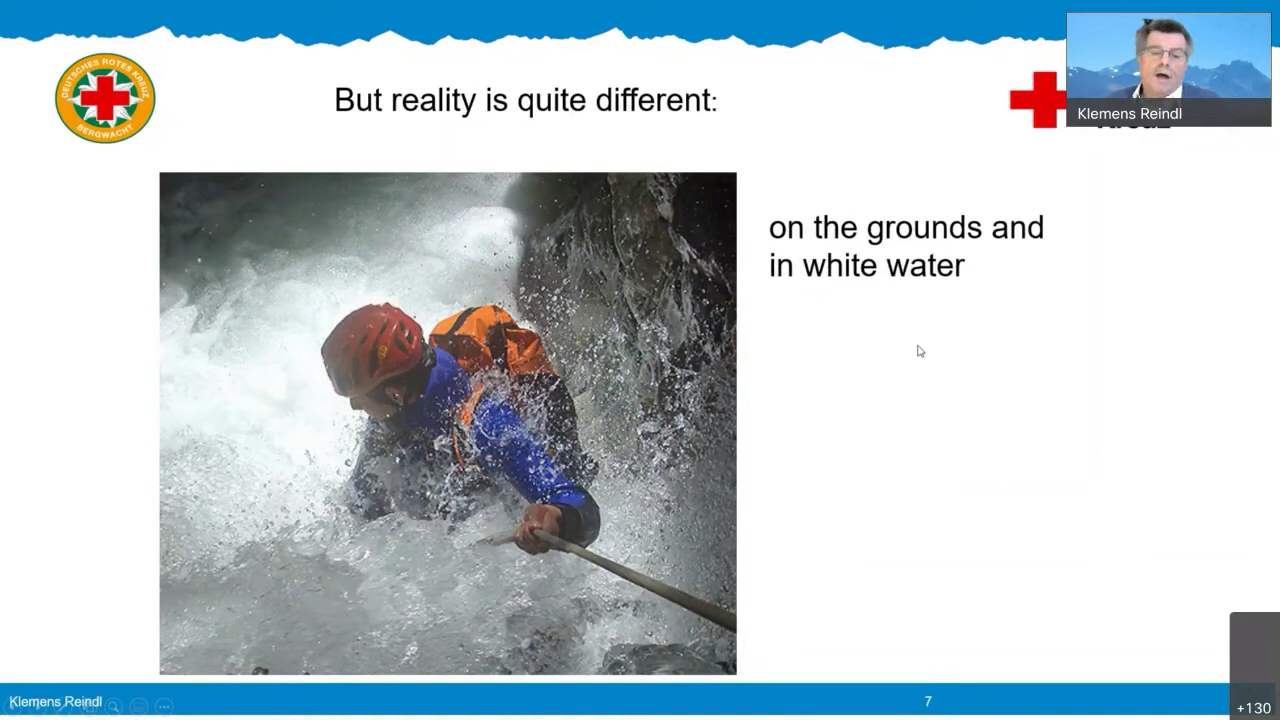 DEUTSCHES ROTES KREUZ
BERGWACHT
But reality is quite different:
Klemens Reindl
on the grounds and
in white water
Klemens Reindl
7
+130